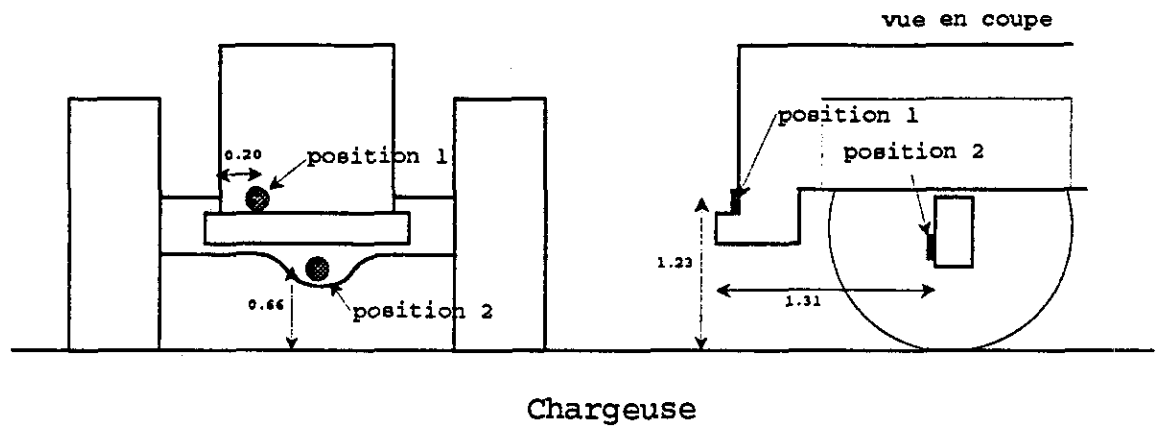 vue en coupe
position 1
0.20
position 1
position 2
1.23
1.31
0.66
position 2
Chargeuse